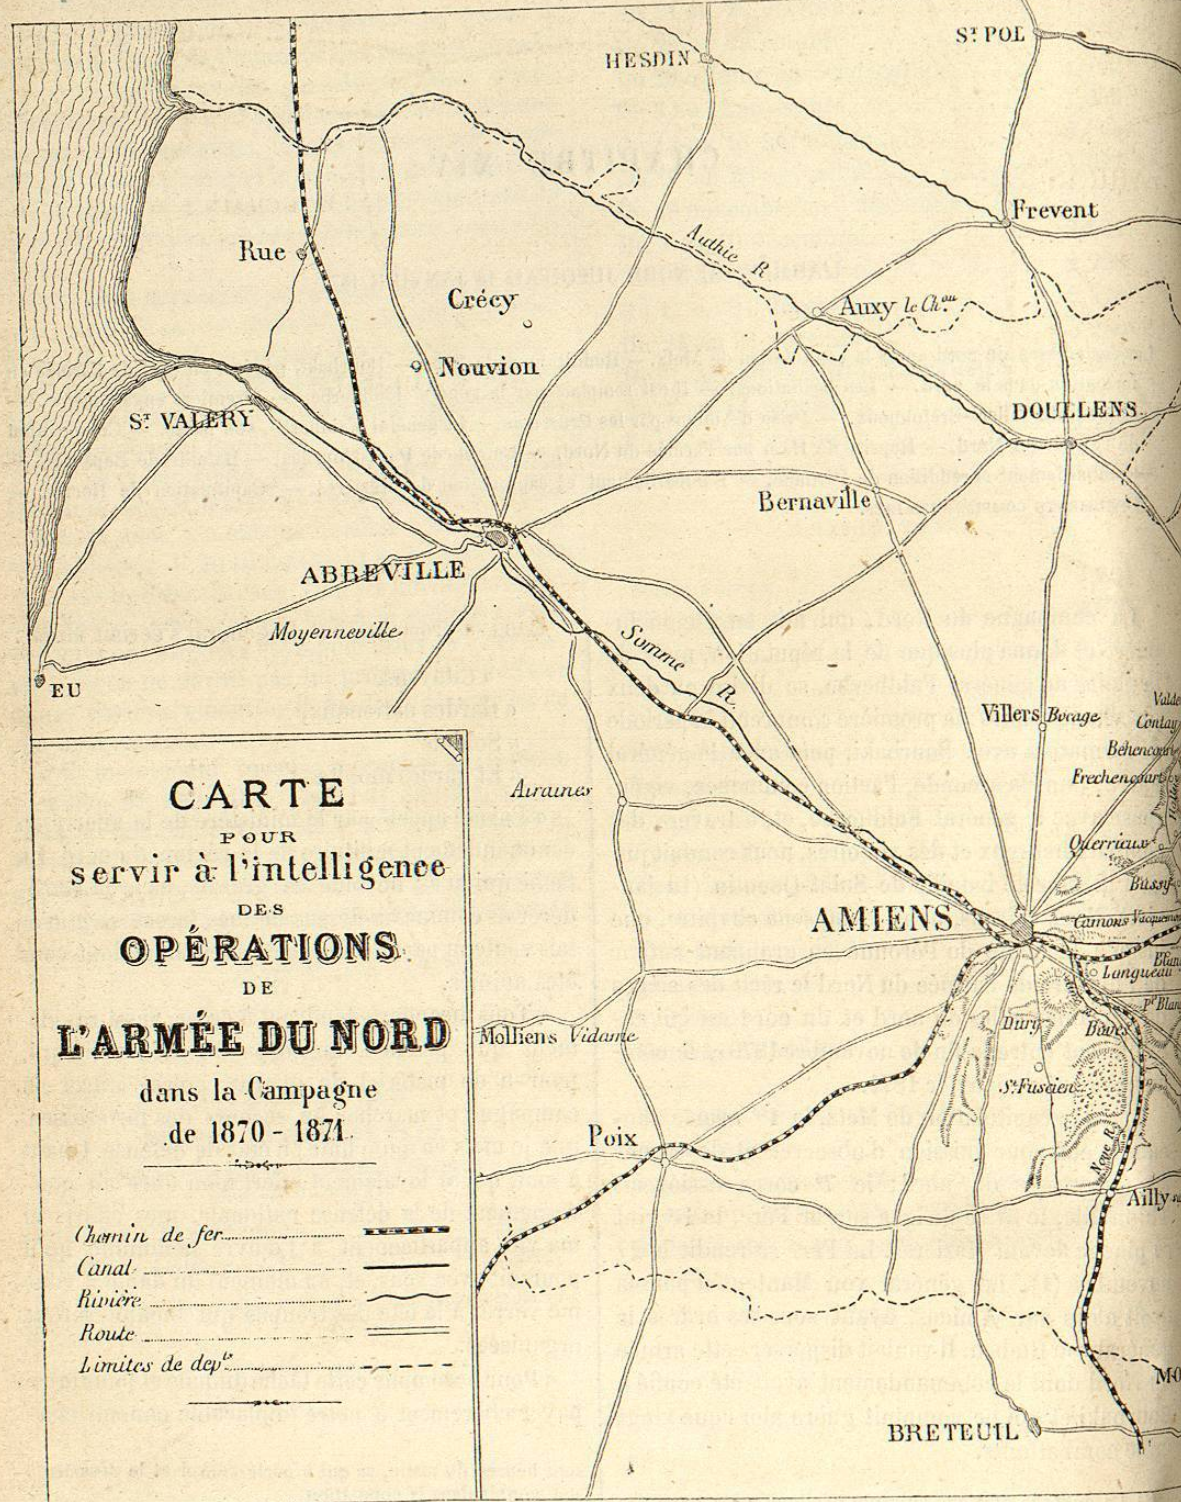 HESDIN
Sᵗ POL
Frevent
Authie R.
Rue
Crécy
Auxy le Chᵃᵘ
Nouvion
Sᵗ VALERY
DOULLENS
Bernaville
ABBEVILLE
Moyenneville
Somme R.
EU
Villers Bocage
Contay
Behencourt
Frechencourt
Airaines
Querrieux
Bussy
AMIENS
Camons
Longueau
Molliens Vidame
Dury
Boves
Sᵗ Fuscien
Poix
Noye R.
Ailly
BRETEUIL
CARTE
POUR
servir à l'intelligence
DES
OPÉRATIONS
DE
L'ARMÉE DU NORD
dans la Campagne
de 1870-1871.
Chemin de fer
Canal
Rivière
Route
Limites de depᵗˢ